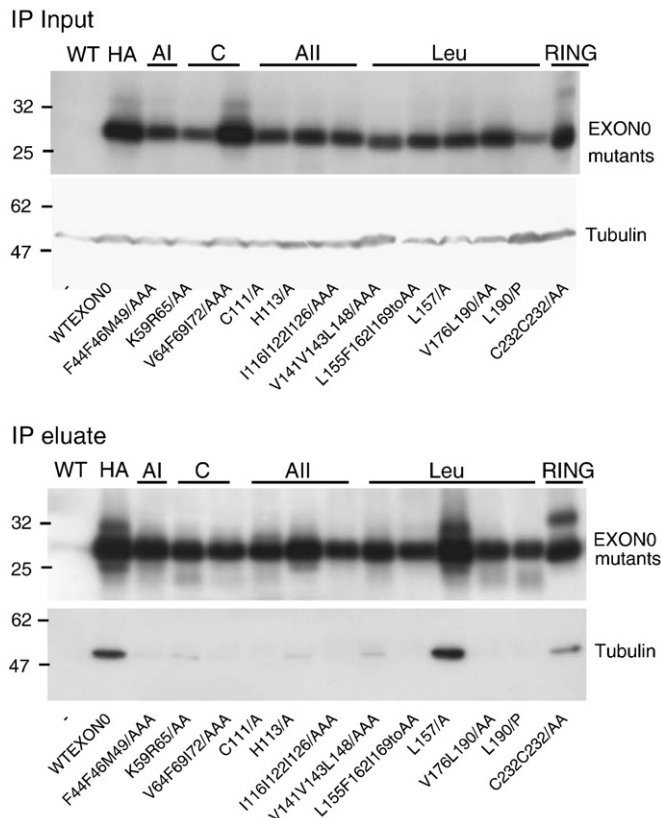 IP Input
WT HA AI C AII Leu RING
32
25
EXON0
mutants
62
47
Tubulin
-
WTEXON0
F44F46M49/AAA
K59R65/AA
V64F69I72/AAA
C111/A
H113/A
I116I122I126/AAA
V141V143L148/AAA
L155F162I169toAA
L157/A
V176L190/AA
L190/P
C232C232/AA
IP eluate
WT HA AI C AII Leu RING
32
25
EXON0
mutants
62
47
Tubulin
-
WTEXON0
F44F46M49/AAA
K59R65/AA
V64F69I72/AAA
C111/A
H113/A
I116I122I126/AAA
V141V143L148/AAA
L155F162I169toAA
L157/A
V176L190/AA
L190/P
C232C232/AA